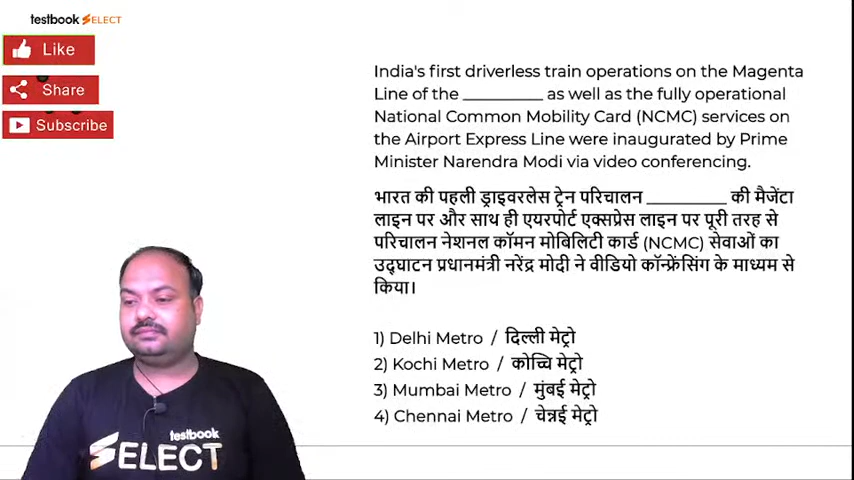 testbook SELECT
Like
Share
Subscribe
India's first driverless train operations on the Magenta
Line of the __________ as well as the fully operational
National Common Mobility Card (NCMC) services on
the Airport Express Line were inaugurated by Prime
Minister Narendra Modi via video conferencing.
भारत की पहली ड्राइवरलेस ट्रेन परिचालन __________ की मैजेंटा
लाइन पर और साथ ही एयरपोर्ट एक्सप्रेस लाइन पर पूरी तरह से
परिचालन नेशनल कॉमन मोबिलिटी कार्ड (NCMC) सेवाओं का
उद्घाटन प्रधानमंत्री नरेंद्र मोदी ने वीडियो कॉन्फ्रेंसिंग के माध्यम से
किया।
1) Delhi Metro / दिल्ली मेट्रो
2) Kochi Metro / कोच्चि मेट्रो
3) Mumbai Metro / मुंबई मेट्रो
4) Chennai Metro / चेन्नई मेट्रो
testbook
SELECT